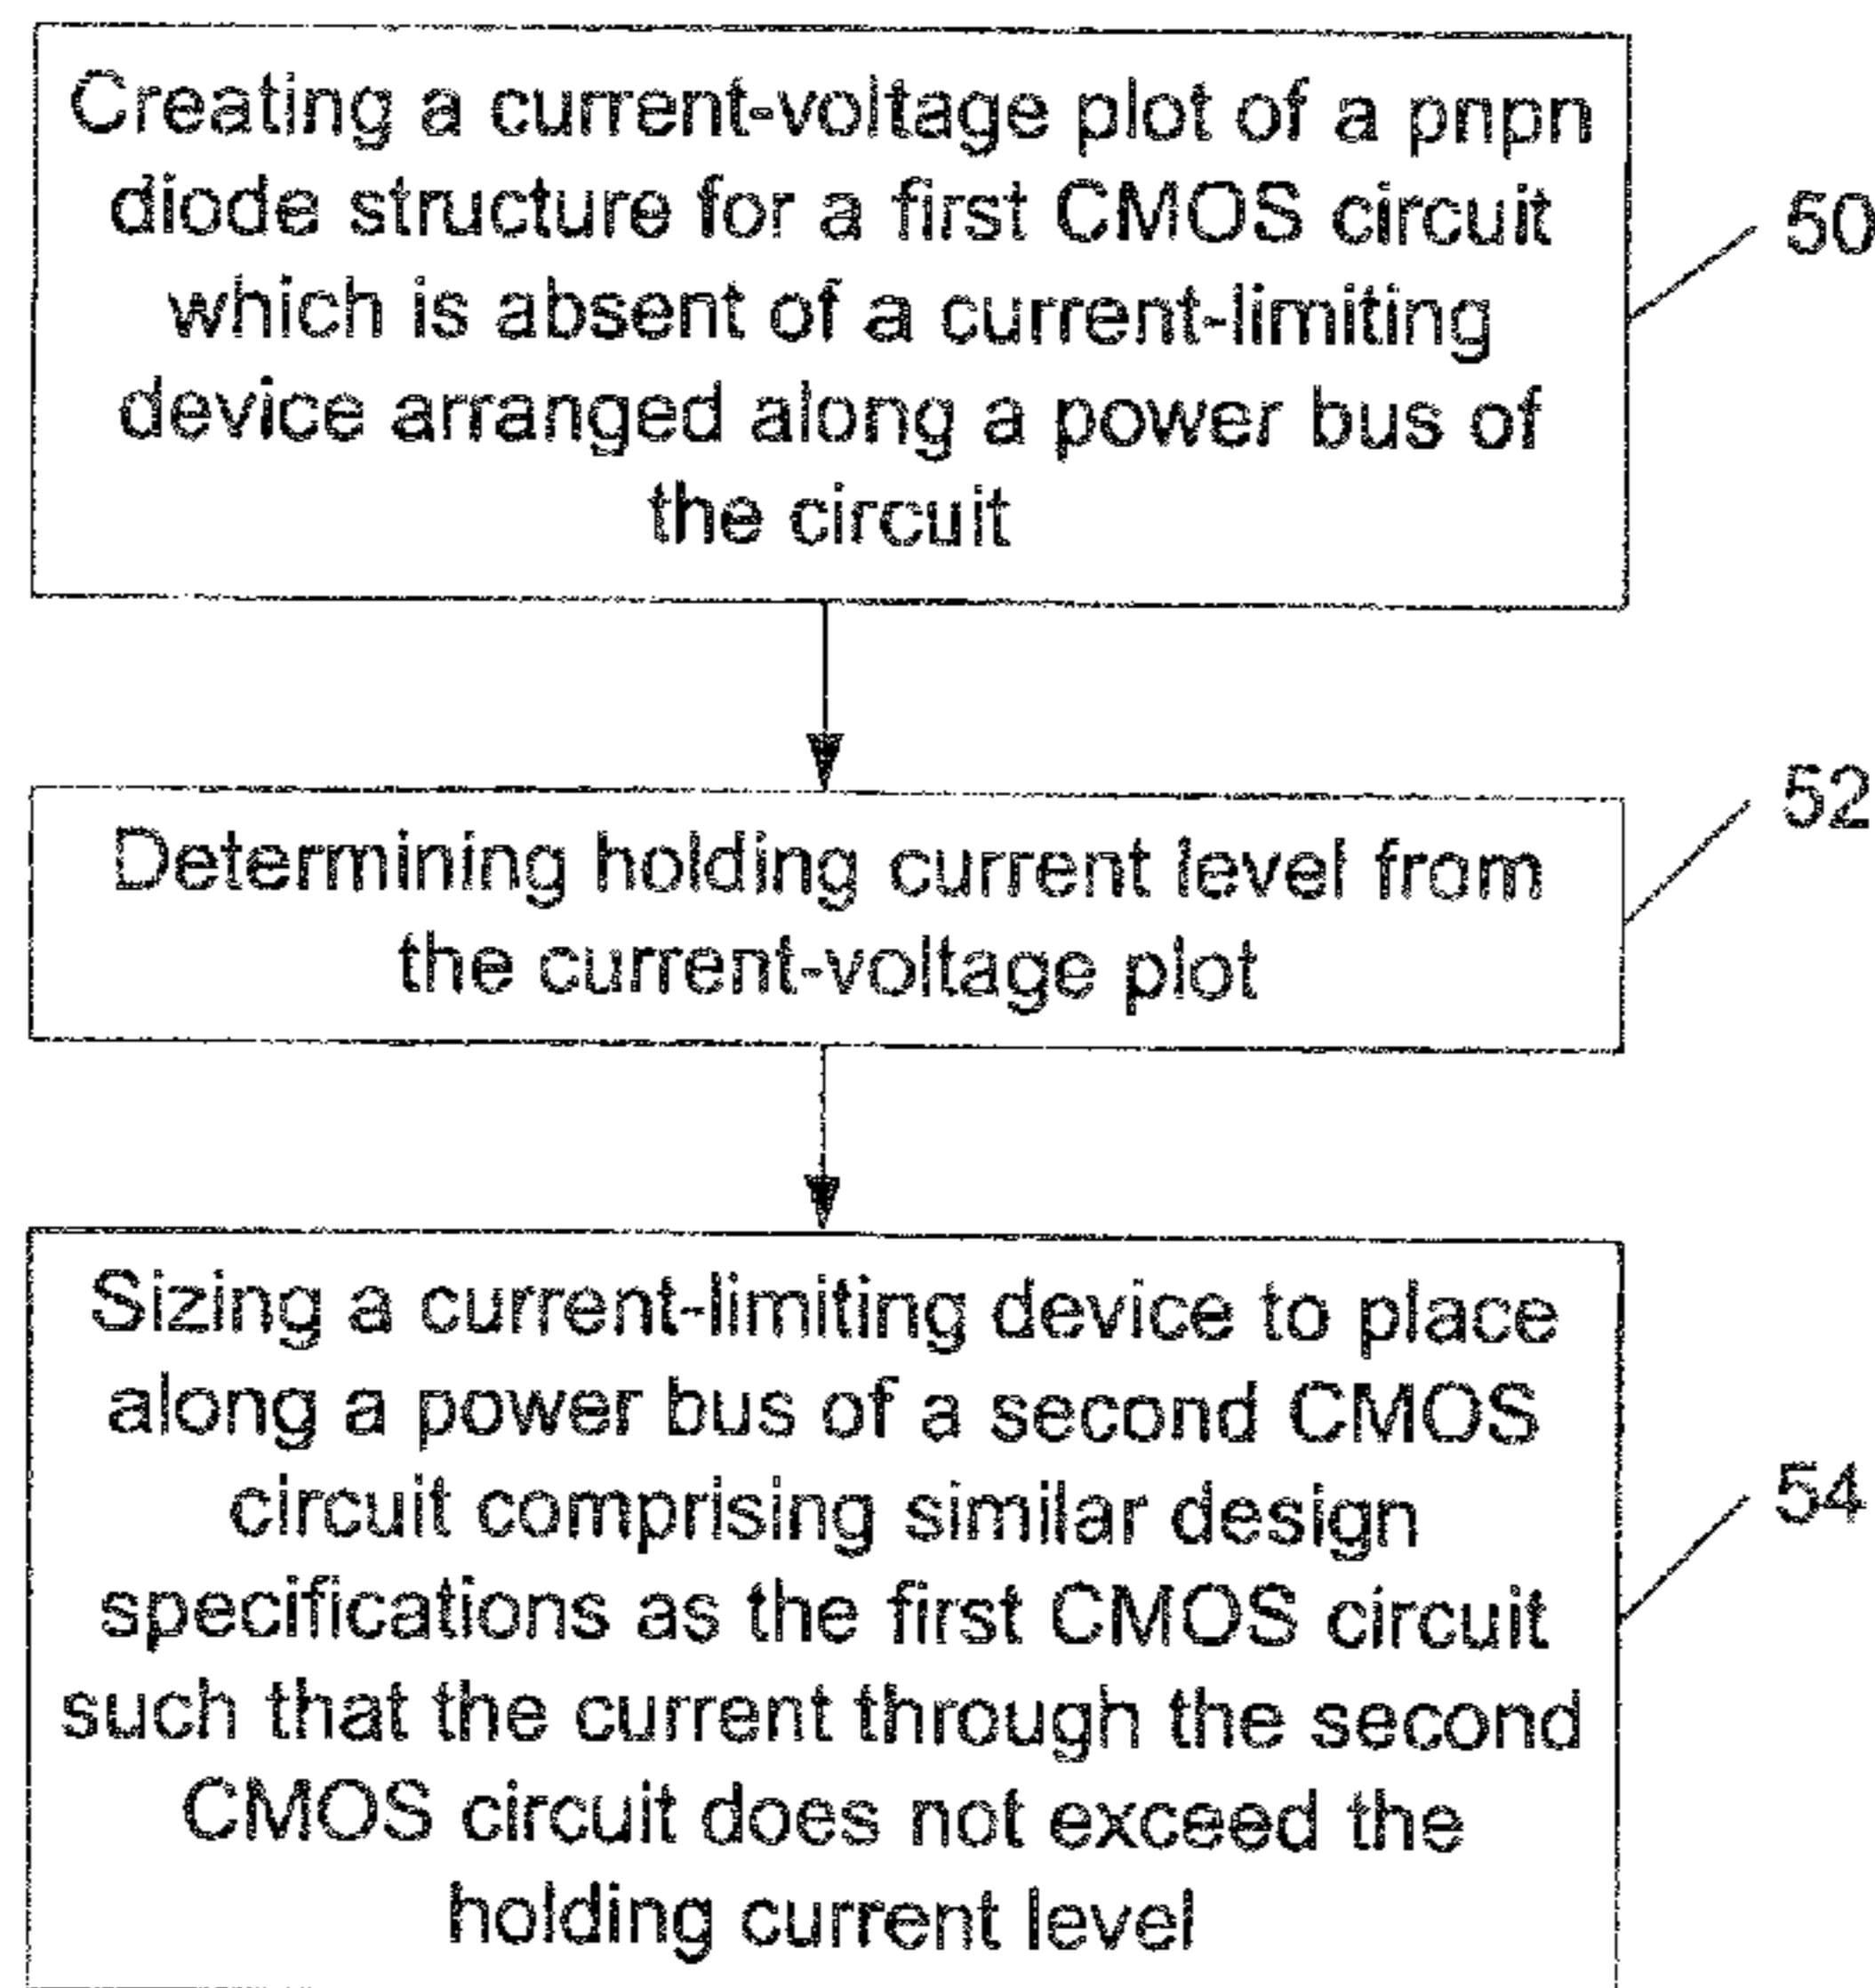 Creating a current-voltage plot of a pnpn
diode structure for a first CMOS circuit
which is absent of a current-limiting
device arranged along a power bus of
the circuit
50
Determining holding current level from
the current-voltage plot
52
Sizing a current-limiting device to place
along a power bus of a second CMOS
circuit comprising similar design
specifications as the first CMOS circuit
such that the current through the second
CMOS circuit does not exceed the
holding current level
54